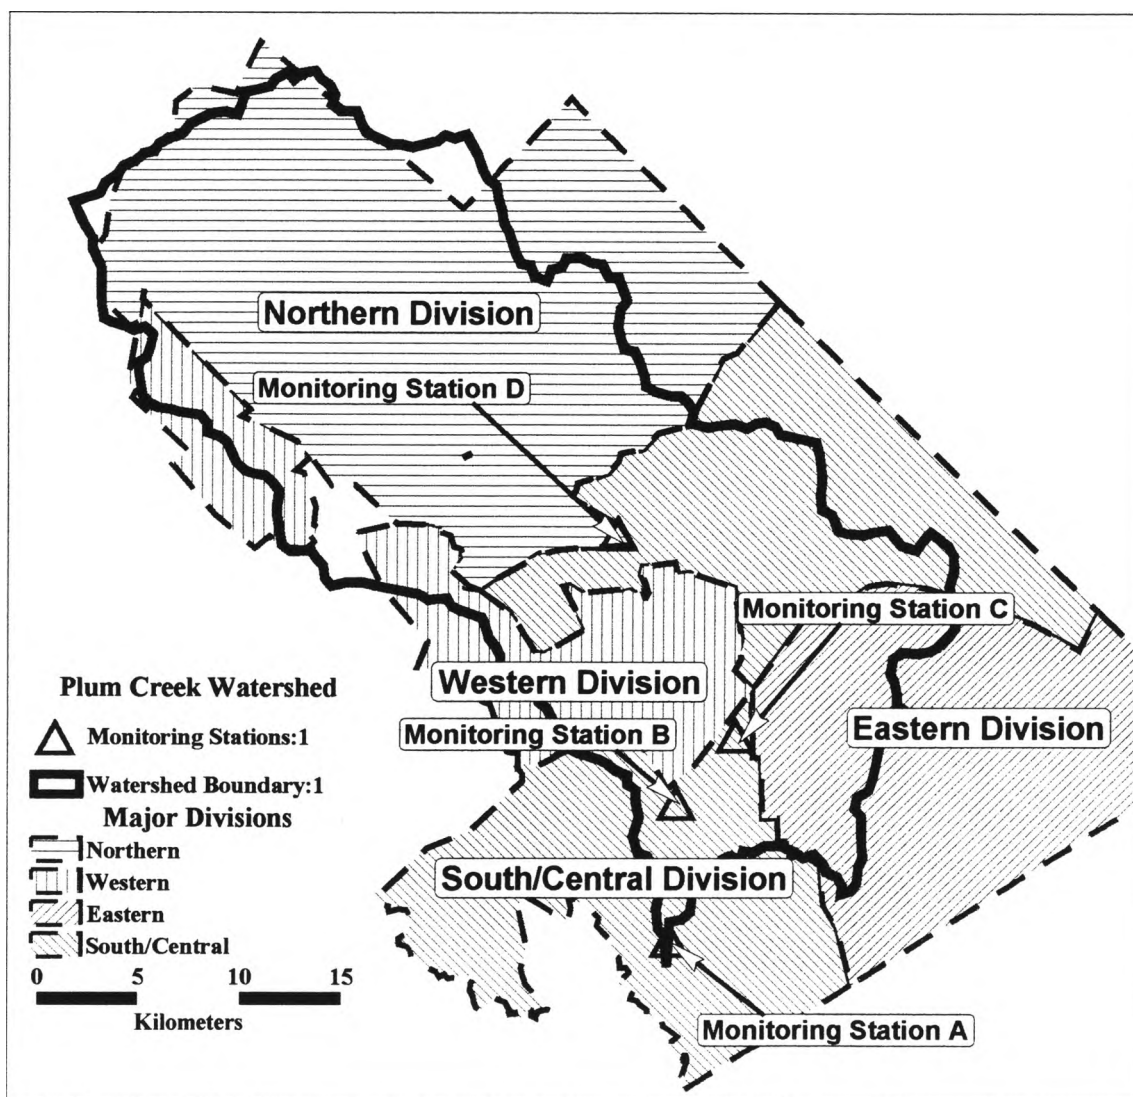 Northern Division
Monitoring Station D
Monitoring Station C
Western Division
Plum Creek Watershed
Eastern Division
Monitoring Stations:1
Monitoring Station B
Watershed Boundary:1
Major Divisions
Northern
Western
South/Central Division
Eastern
South/Central
0 5 10 15
Kilometers
Monitoring Station A